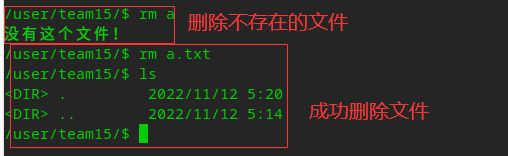 /user/team15/$ rm a
删除不存在的文件
没有这个文件!
/user/team15/$ rm a.txt
/user/team15/$ ls
<DIR> . 2022/11/12 5:20
<DIR> .. 2022/11/12 5:14
成功删除文件
/user/team15/$